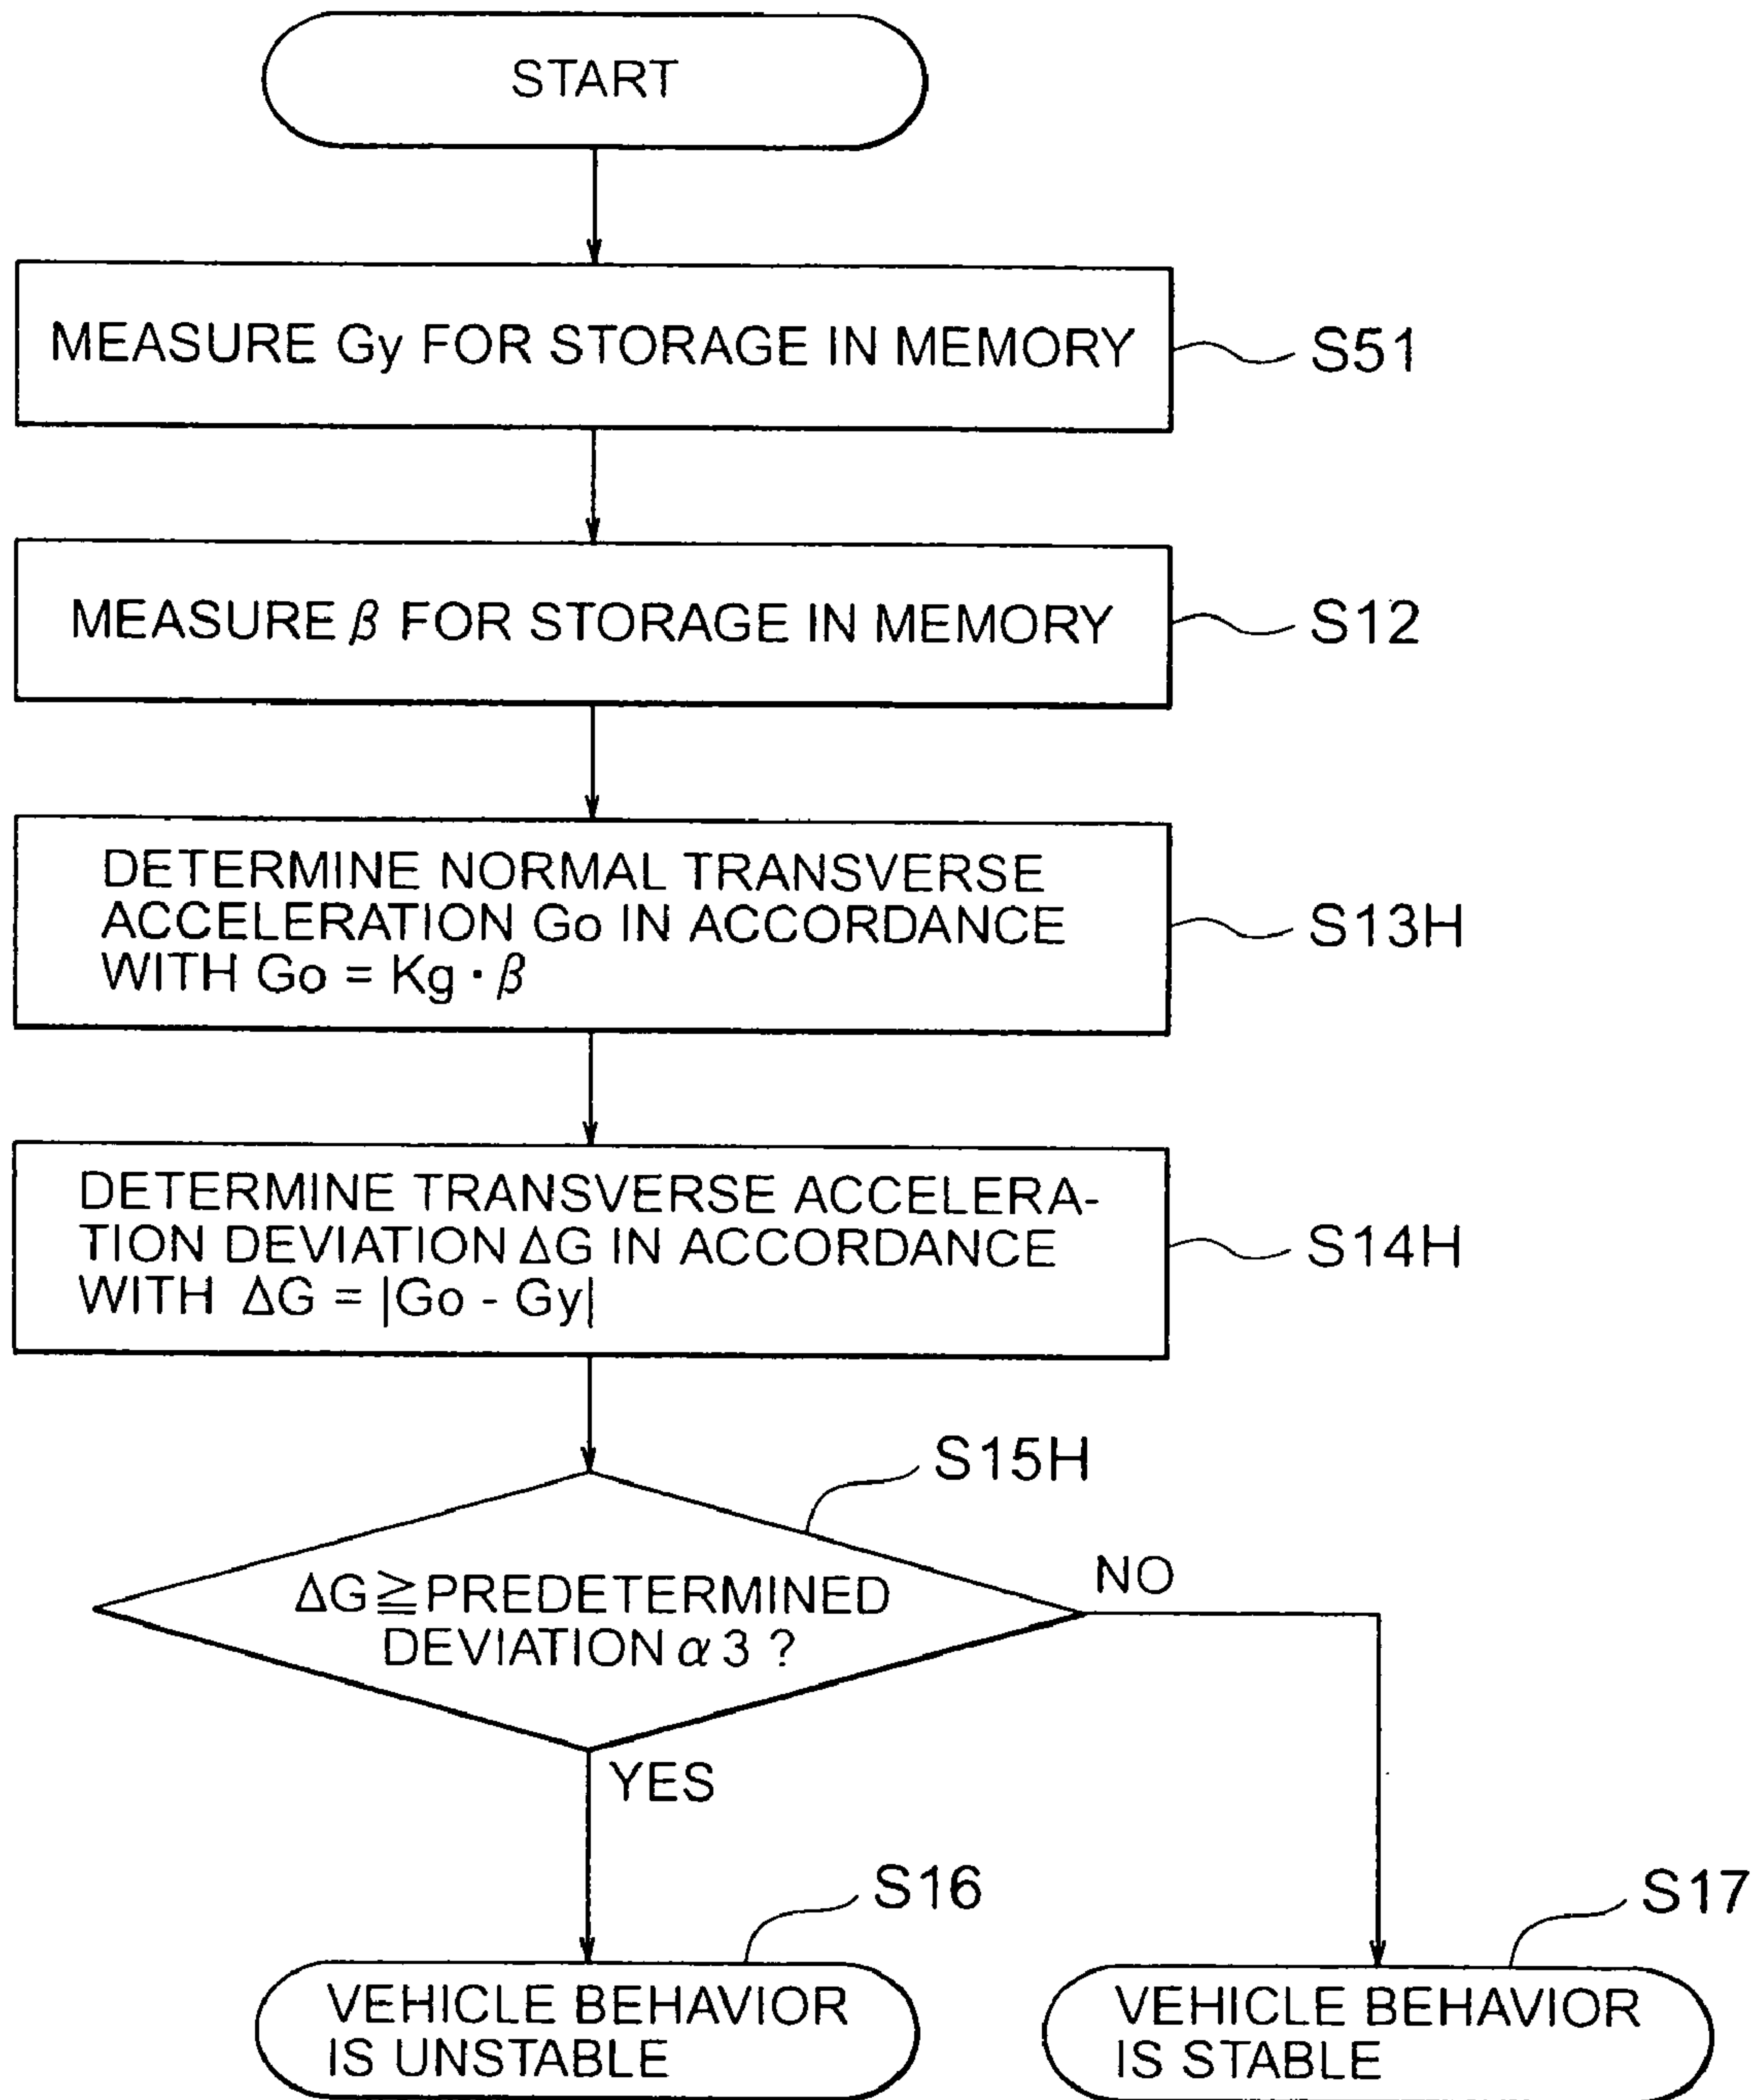 START
MEASURE Gy FOR STORAGE IN MEMORY
S51
MEASURE β FOR STORAGE IN MEMORY
S12
DETERMINE NORMAL TRANSVERSE
ACCELERATION Go IN ACCORDANCE
WITH Go = Kg · β
S13H
DETERMINE TRANSVERSE ACCELERA-
TION DEVIATION ΔG IN ACCORDANCE
WITH ΔG = |Go - Gy|
S14H
S15H
ΔG ≧ PREDETERMINED
DEVIATION α 3 ?
NO
YES
S16
S17
VEHICLE BEHAVIOR
IS UNSTABLE
VEHICLE BEHAVIOR
IS STABLE